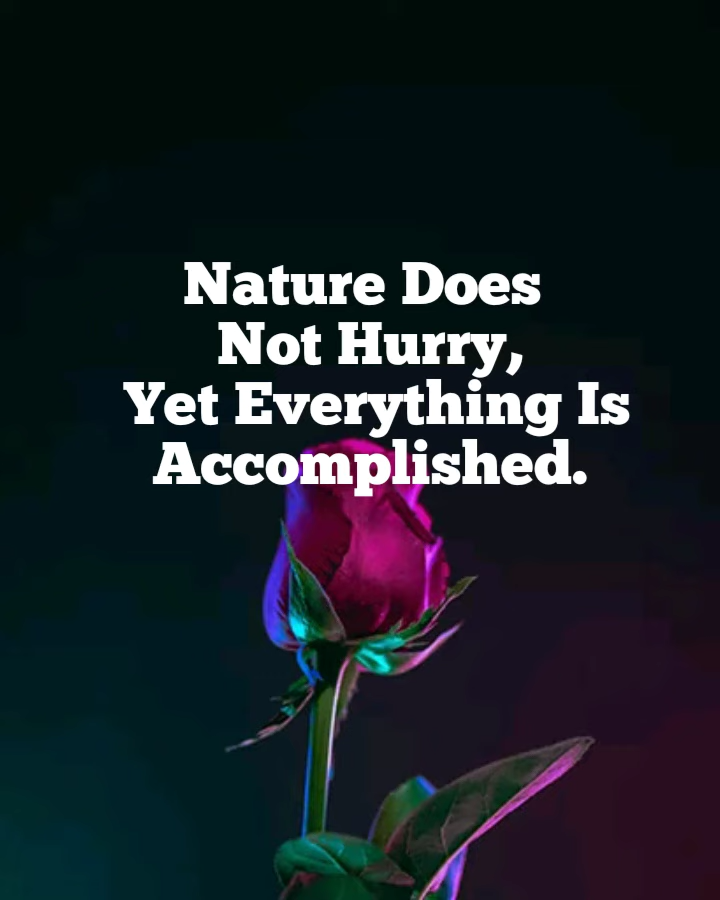 Nature Does
Not Hurry,
Yet Everything Is
Accomplished.